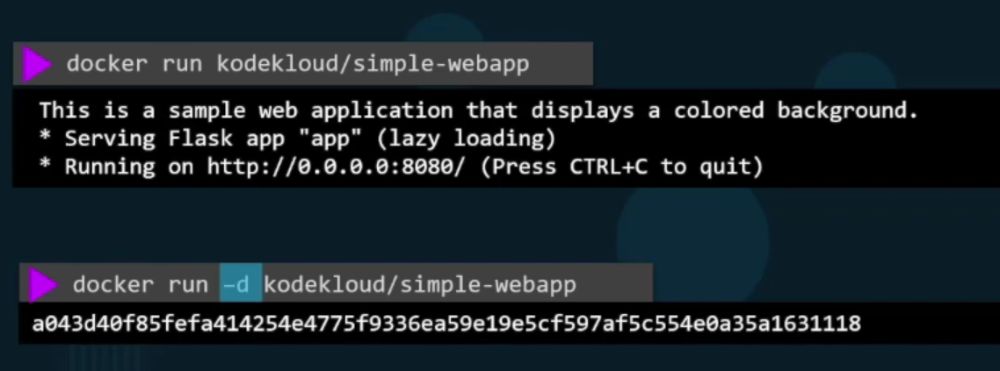 docker run kodekloud/simple-webapp
This is a sample web application that displays a colored background.
* Serving Flask app "app" (lazy loading)
* Running on http://0.0.0.0:8080/ (Press CTRL+C to quit)
docker run –d kodekloud/simple-webapp
a043d40f85fefa414254e4775f9336ea59e19e5cf597af5c554e0a35a1631118